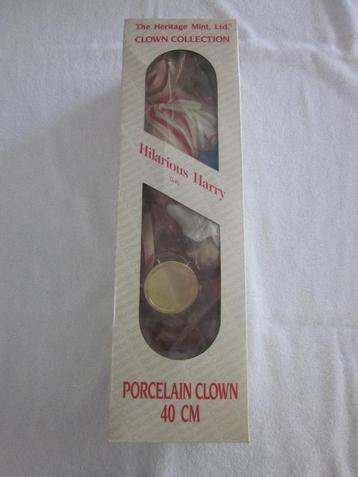 The Heritage Mint, Ltd.®
CLOWN COLLECTION
Hilarious Harry
PORCELAIN CLOWN
40 CM